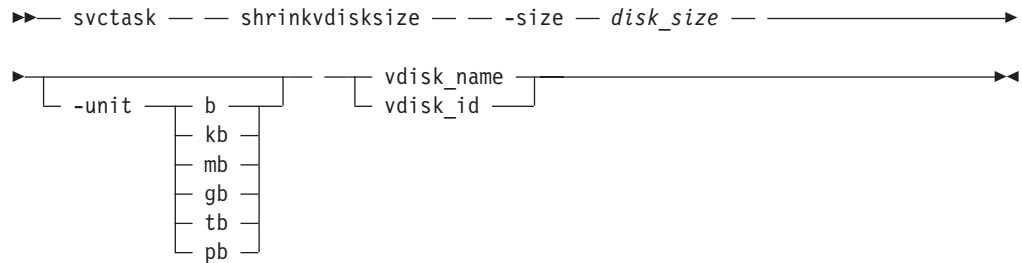 svctask shrinkvdisksize -size disk_size
-unit b vdisk_name
kb vdisk_id
mb
gb
tb
pb